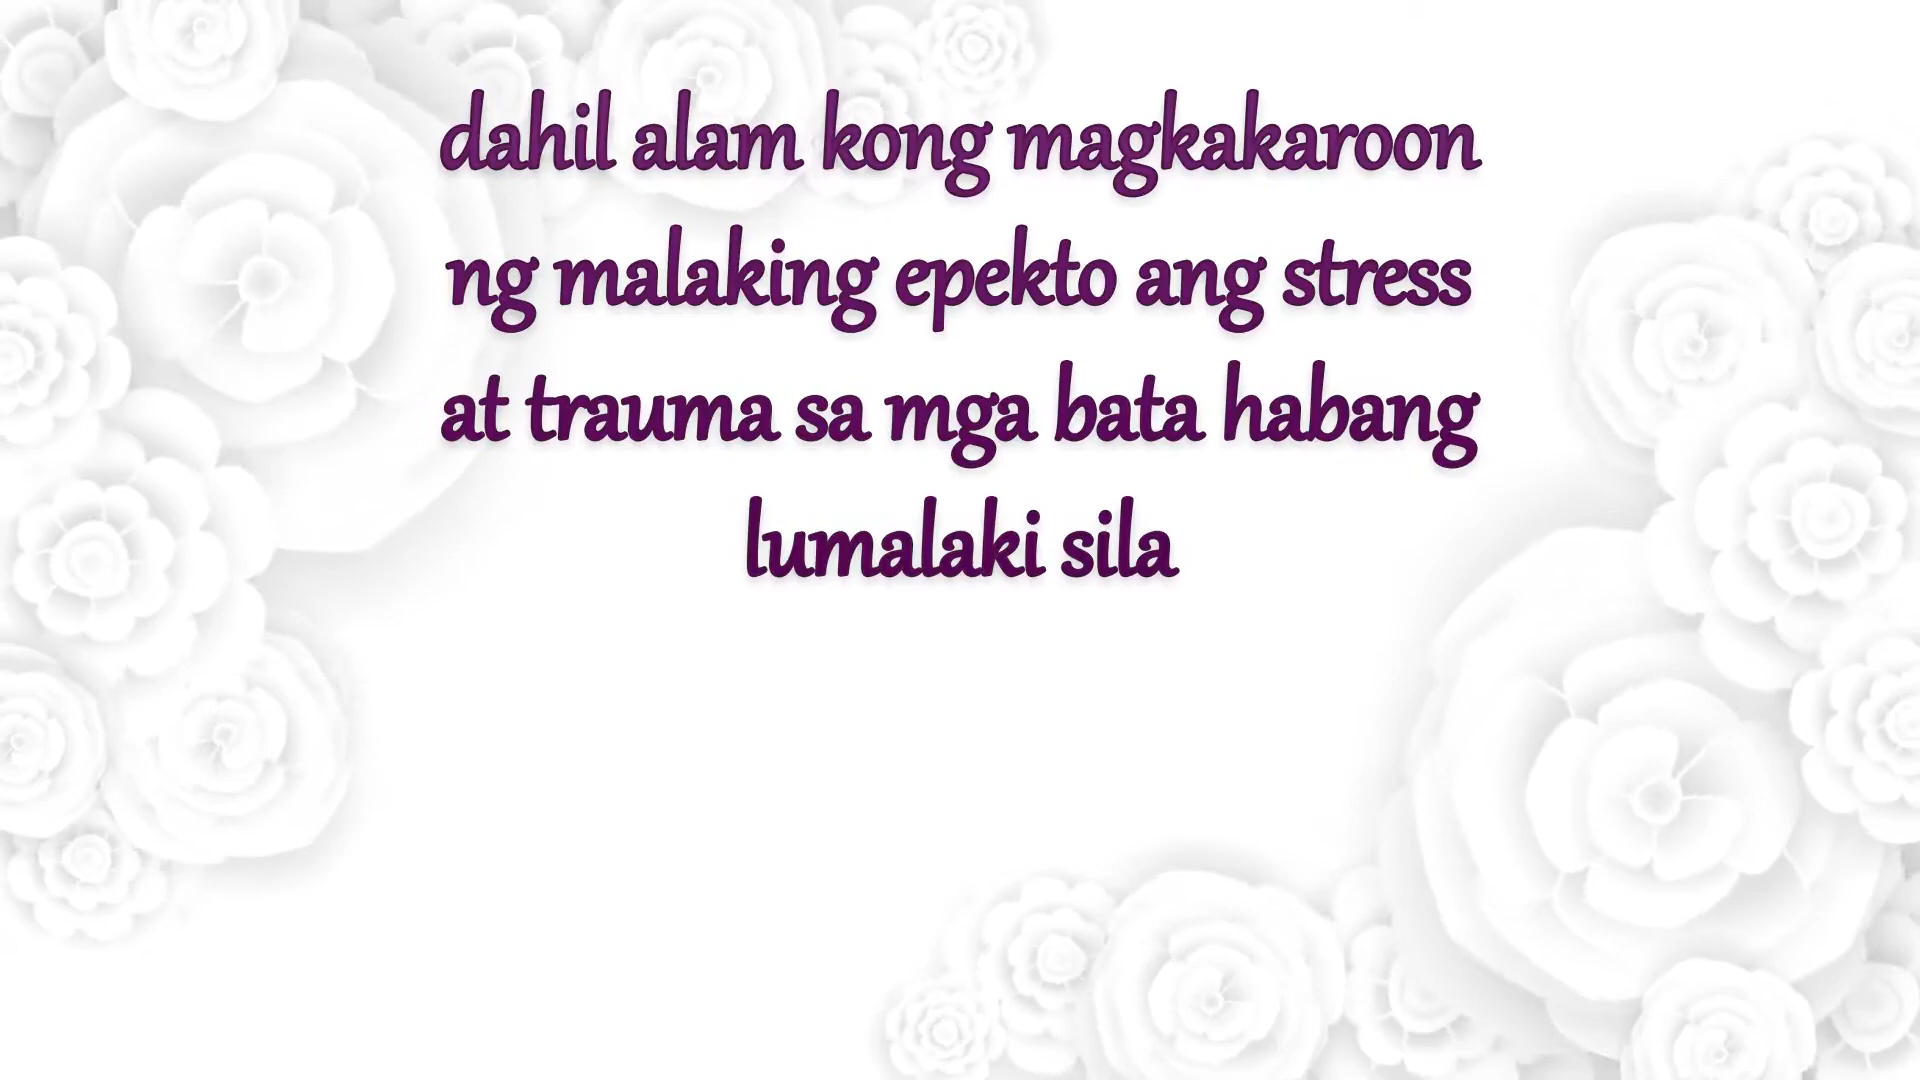 dahil alam kong magkakaroon
ng malaking epekto ang stress
at trauma sa mga bata habang
lumalaki sila